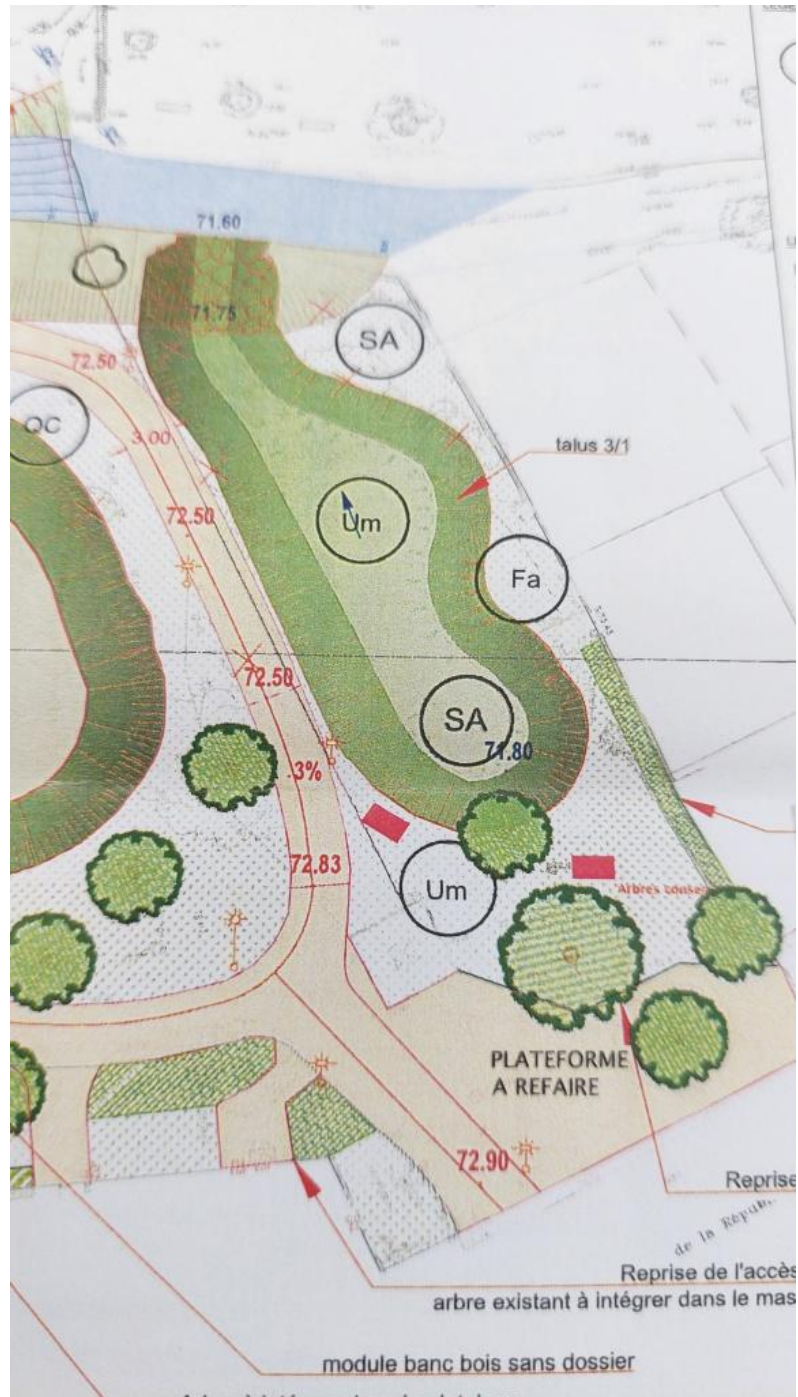 71.60
71.75
SA
72.50
QC
3.00
talus 3/1
Um
72.50
Fa
72.50
SA
71.80
3%
72.83
Um
PLATEFORME
A REFAIRE
72.90
Reprise
de la
Reprise de l'accès
arbre existant à intégrer dans le mas
module banc bois sans dossier